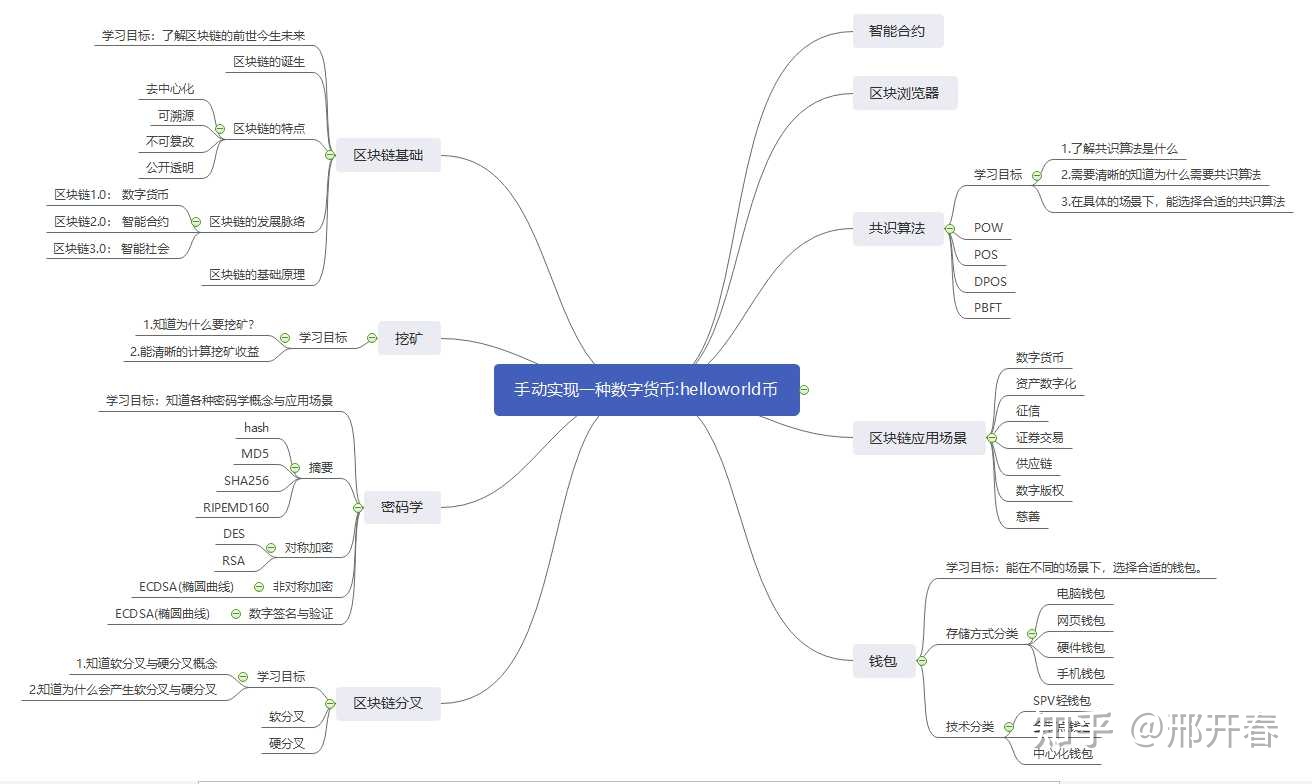 手动实现一种数字货币:helloworld币
区块链基础
学习目标：了解区块链的前世今生未来
区块链的诞生
区块链的特点
去中心化
可溯源
不可篡改
公开透明
区块链的发展脉络
区块链1.0： 数字货币
区块链2.0： 智能合约
区块链3.0： 智能社会
区块链的基础原理
挖矿
学习目标
1.知道为什么要挖矿？
2.能清晰的计算挖矿收益
密码学
学习目标：知道各种密码学概念与应用场景
摘要
hash
MD5
SHA256
RIPEMD160
对称加密
DES
RSA
非对称加密
ECDSA(椭圆曲线)
数字签名与验证
ECDSA(椭圆曲线)
区块链分叉
学习目标
1.知道软分叉与硬分叉概念
2.知道为什么会产生软分叉与硬分叉
软分叉
硬分叉
智能合约
区块浏览器
共识算法
学习目标
1.了解共识算法是什么
2.需要清晰的知道为什么需要共识算法
3.在具体的场景下，能选择合适的共识算法
POW
POS
DPOS
PBFT
区块链应用场景
数字货币
资产数字化
征信
证券交易
供应链
数字版权
慈善
钱包
学习目标：能在不同的场景下，选择合适的钱包。
存储方式分类
电脑钱包
网页钱包
硬件钱包
手机钱包
技术分类
SPV轻钱包
中心化钱包
知乎 @邢开春